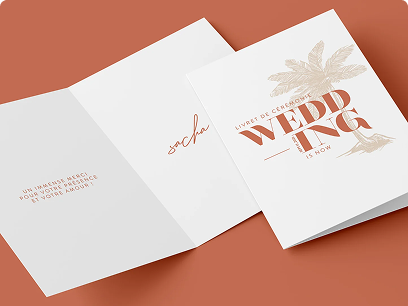 UN IMMENSE MERCI
POUR VOTRE PRÉSENCE
ET VOTRE AMOUR !
sacha
LIVRET DE CÉRÉMONIE
WEDD
ING
IS NOW